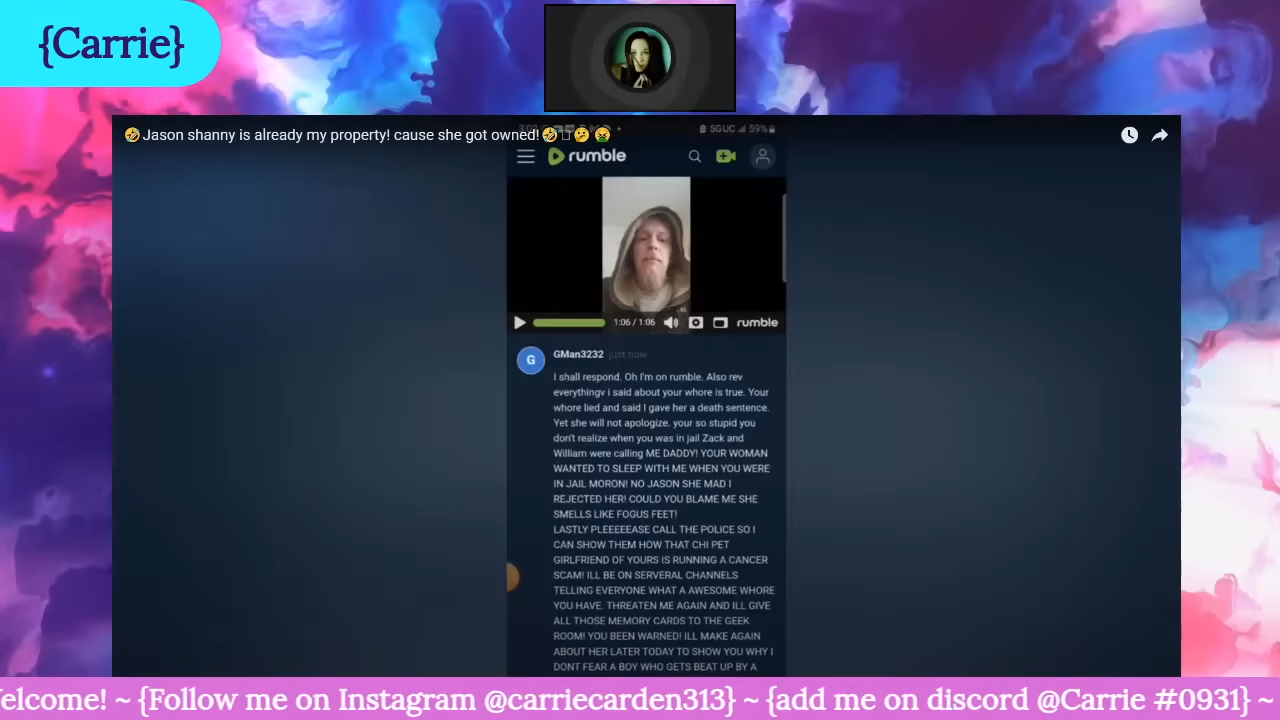 {Carrie}
🤣Jason shanny is already my property! cause she got owned!🤣🤔🤮
5GUC 59%
rumble
1:06 / 1:06
rumble
G
GMan3232 just now
I shall respond. Oh I'm on rumble. Also rev
everythingv i said about your whore is true. Your
whore lied and said I gave her a death sentence.
Yet she will not apologize. your so stupid you
don't realize when you was in jail Zack and
William were calling ME DADDY! YOUR WOMAN
WANTED TO SLEEP WITH ME WHEN YOU WERE
IN JAIL MORON! NO JASON SHE MAD I
REJECTED HER! COULD YOU BLAME ME SHE
SMELLS LIKE FOGUS FEET!
LASTLY PLEEEEEASE CALL THE POLICE SO I
CAN SHOW THEM HOW THAT CHI PET
GIRLFRIEND OF YOURS IS RUNNING A CANCER
SCAM! ILL BE ON SERVERAL CHANNELS
TELLING EVERYONE WHAT A AWESOME WHORE
YOU HAVE. THREATEN ME AGAIN AND ILL GIVE
ALL THOSE MEMORY CARDS TO THE GEEK
ROOM! YOU BEEN WARNED! ILL MAKE AGAIN
ABOUT HER LATER TODAY TO SHOW YOU WHY I
DONT FEAR A BOY WHO GETS BEAT UP BY A
elcome! ~ {Follow me on Instagram @carriecarden313} ~ {add me on discord @Carrie #0931} ~